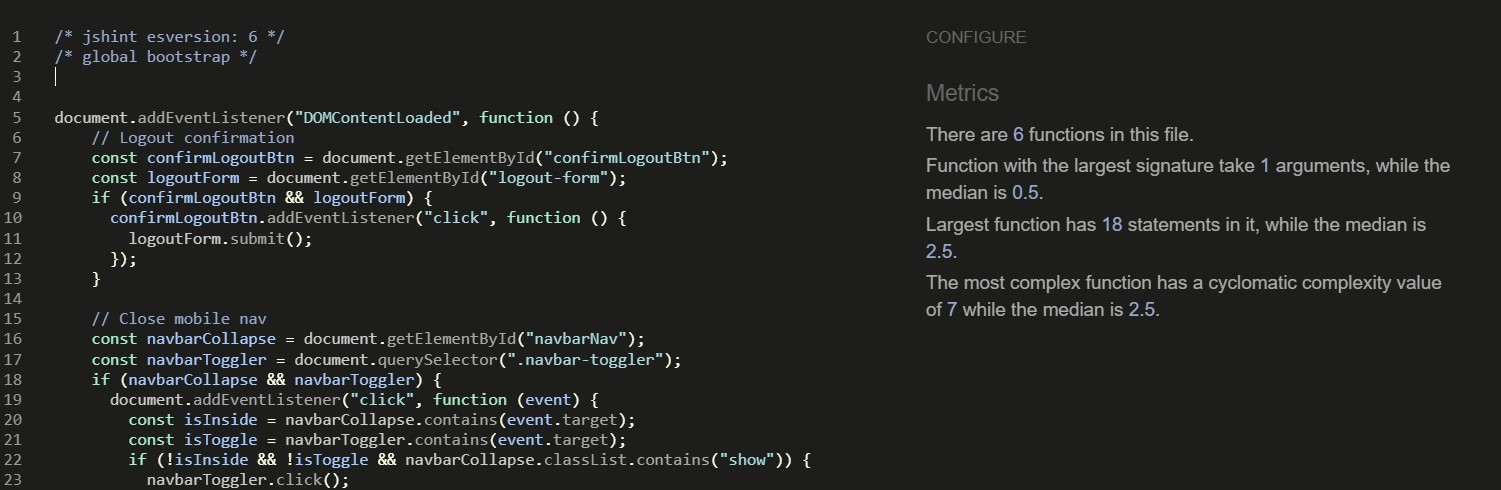 1 /* jshint esversion: 6 */
2 /* global bootstrap */
3
4
5 document.addEventListener("DOMContentLoaded", function () {
6 // Logout confirmation
7 const confirmLogoutBtn = document.getElementById("confirmLogoutBtn");
8 const logoutForm = document.getElementById("logout-form");
9 if (confirmLogoutBtn && logoutForm) {
10 confirmLogoutBtn.addEventListener("click", function () {
11 logoutForm.submit();
12 });
13 }
14
15 // Close mobile nav
16 const navbarCollapse = document.getElementById("navbarNav");
17 const navbarToggler = document.querySelector(".navbar-toggler");
18 if (navbarCollapse && navbarToggler) {
19 document.addEventListener("click", function (event) {
20 const isInside = navbarCollapse.contains(event.target);
21 const isToggle = navbarToggler.contains(event.target);
22 if (!isInside && !isToggle && navbarCollapse.classList.contains("show")) {
23 navbarToggler.click();
CONFIGURE
Metrics
There are 6 functions in this file.
Function with the largest signature take 1 arguments, while the
median is 0.5.
Largest function has 18 statements in it, while the median is
2.5.
The most complex function has a cyclomatic complexity value
of 7 while the median is 2.5.